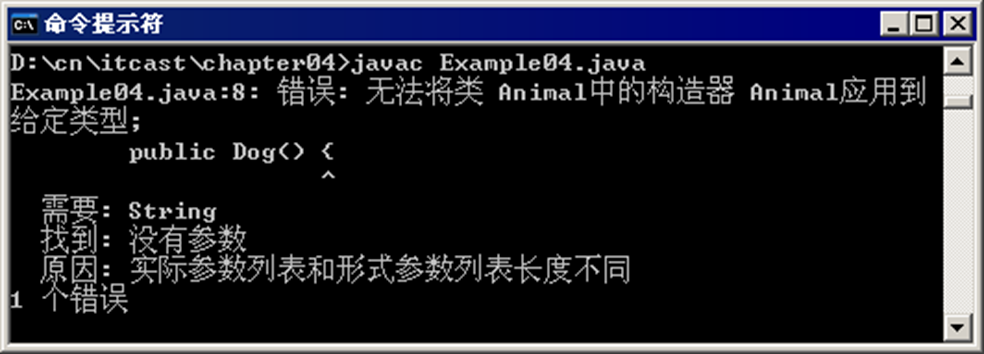 命令提示符
D:\cn\itcast\chapter04>javac Example04.java
Example04.java:8: 错误: 无法将类 Animal中的构造器 Animal应用到
给定类型;
public Dog() {
^
需要: String
找到: 没有参数
原因: 实际参数列表和形式参数列表长度不同
1 个错误